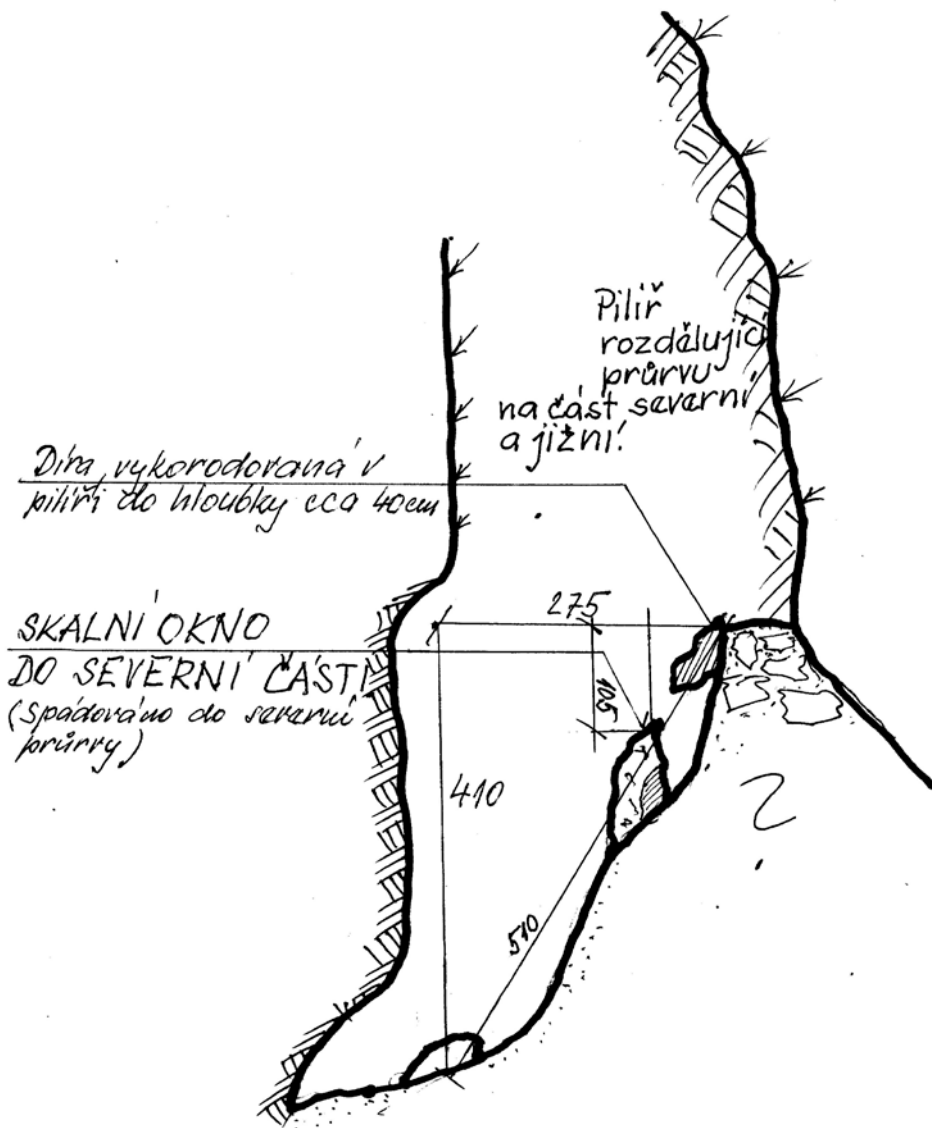 Pilíř
rozdělující
průrvu
na část severní
a jižní!
Díra vykorodovaná v
pilíři do hloubky cca 40cm
275
SKALNÍ OKNO
DO SEVERNÍ ČÁSTI
(Spádováno do severní
průrvy)
105
410
510